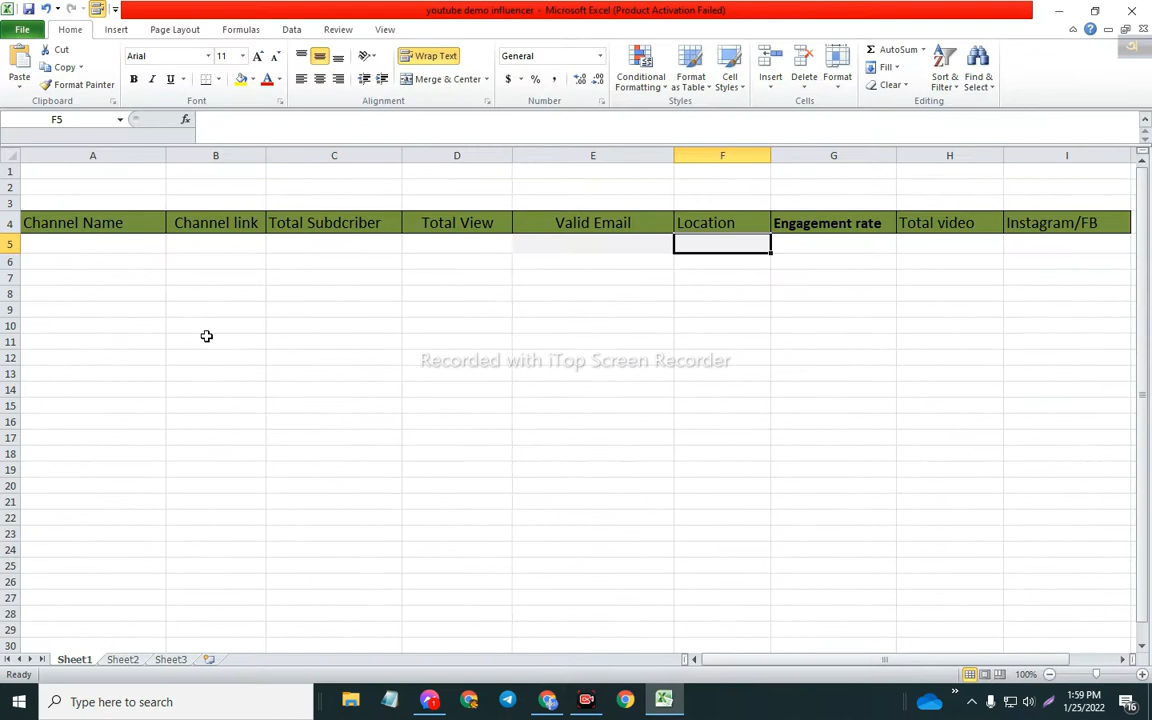 youtube demo influencer - Microsoft Excel (Product Activation Failed)
File Home Insert Page Layout Formulas Data Review View
Paste
Cut
Copy
Format Painter
Clipboard
Arial 11
B I U A
Font
Wrap Text
Merge & Center
Alignment
General
$ % ,
Number
Conditional Formatting
Format as Table
Cell Styles
Styles
Insert
Delete
Format
Cells
AutoSum
Fill
Clear
Sort & Filter
Find & Select
Editing
F5 fx
A B C D E F G H I
1
2
3
4 Channel Name Channel link Total Subdcriber Total View Valid Email Location Engagement rate Total video Instagram/FB
5
6
7
8
9
10
11
12
13
14
15
16
17
18
19
20
21
22
23
24
25
26
27
28
29
30
Recorded with iTop Screen Recorder
Sheet1 Sheet2 Sheet3
Ready 100%
Type here to search
1:59 PM
1/25/2022
16